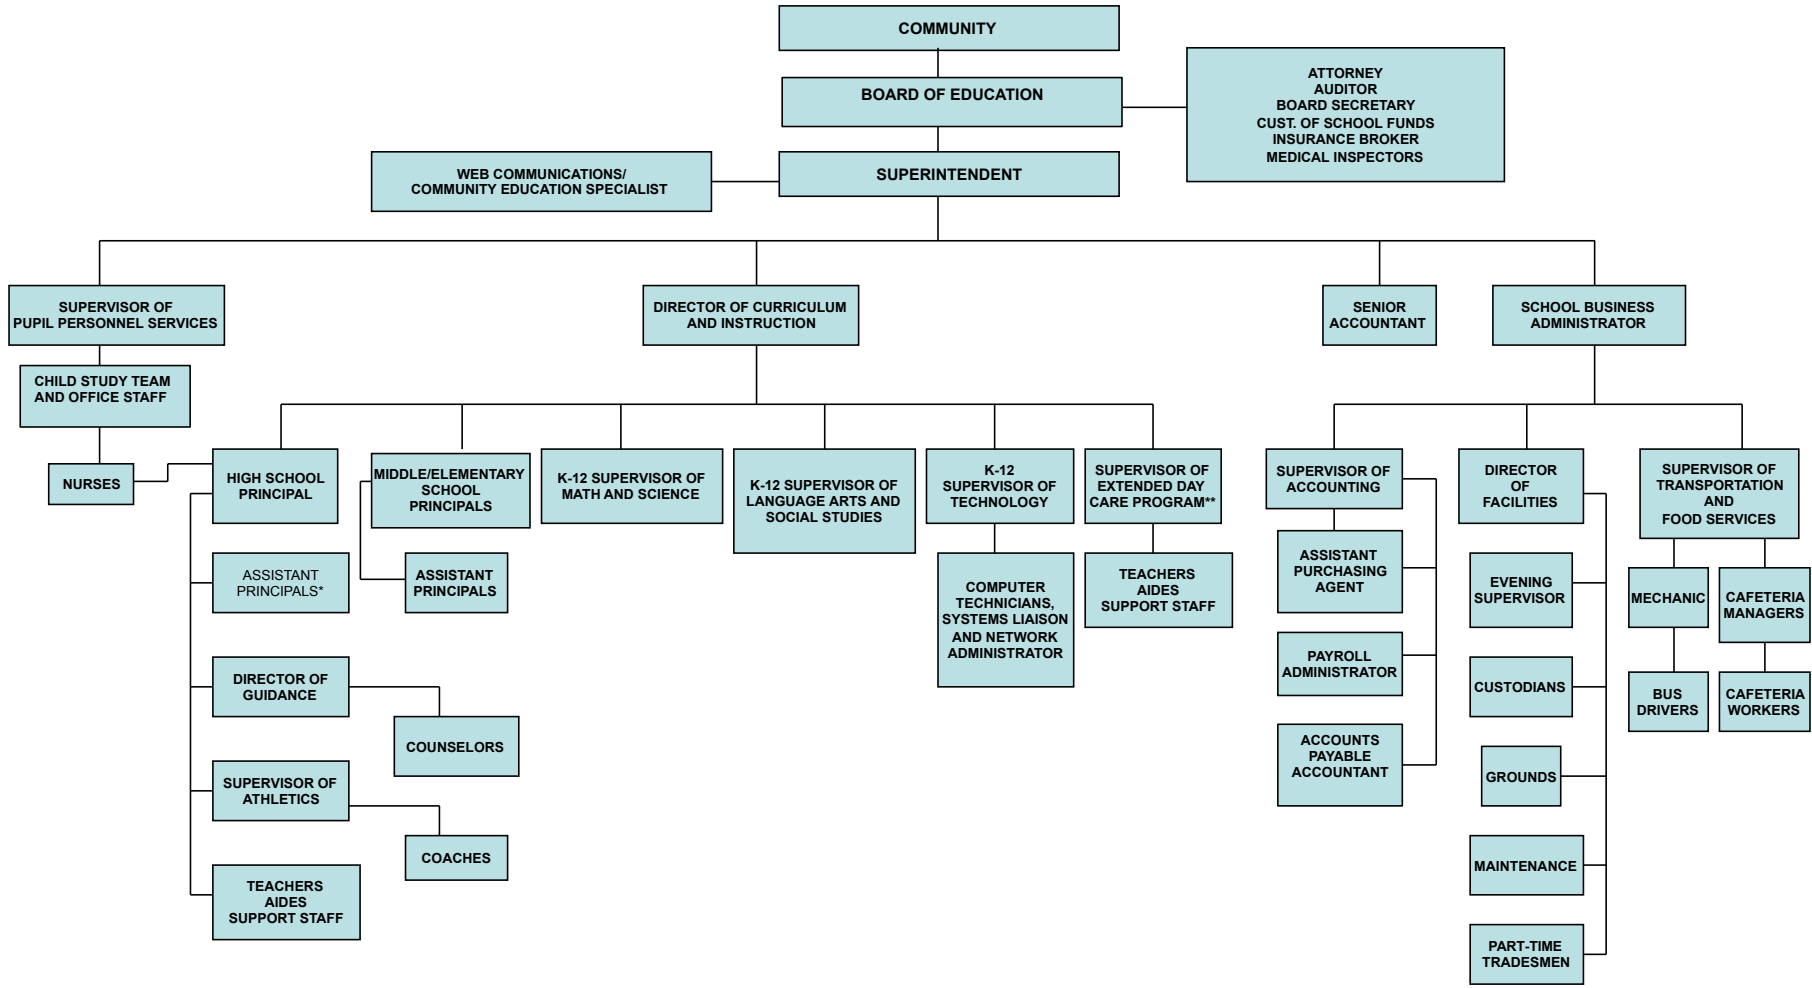 COMMUNITY
BOARD OF EDUCATION
ATTORNEY
AUDITOR
BOARD SECRETARY
CUST. OF SCHOOL FUNDS
INSURANCE BROKER
MEDICAL INSPECTORS
WEB COMMUNICATIONS/
COMMUNITY EDUCATION SPECIALIST
SUPERINTENDENT
SUPERVISOR OF
PUPIL PERSONNEL SERVICES
DIRECTOR OF CURRICULUM
AND INSTRUCTION
SENIOR
ACCOUNTANT
SCHOOL BUSINESS
ADMINISTRATOR
CHILD STUDY TEAM
AND OFFICE STAFF
NURSES
HIGH SCHOOL
PRINCIPAL
MIDDLE/ELEMENTARY
SCHOOL
PRINCIPALS
K-12 SUPERVISOR OF
MATH AND SCIENCE
K-12 SUPERVISOR OF
LANGUAGE ARTS AND
SOCIAL STUDIES
K-12
SUPERVISOR OF
TECHNOLOGY
SUPERVISOR OF
EXTENDED DAY
CARE PROGRAM**
SUPERVISOR OF
ACCOUNTING
DIRECTOR
OF
FACILITIES
SUPERVISOR OF
TRANSPORTATION
AND
FOOD SERVICES
ASSISTANT
PRINCIPALS*
ASSISTANT
PRINCIPALS
COMPUTER
TECHNICIANS,
SYSTEMS LIAISON
AND NETWORK
ADMINISTRATOR
TEACHERS
AIDES
SUPPORT STAFF
ASSISTANT
PURCHASING
AGENT
EVENING
SUPERVISOR
MECHANIC
CAFETERIA
MANAGERS
DIRECTOR OF
GUIDANCE
COUNSELORS
PAYROLL
ADMINISTRATOR
CUSTODIANS
BUS
DRIVERS
CAFETERIA
WORKERS
SUPERVISOR OF
ATHLETICS
COACHES
ACCOUNTS
PAYABLE
ACCOUNTANT
GROUNDS
TEACHERS
AIDES
SUPPORT STAFF
MAINTENANCE
PART-TIME
TRADESMEN